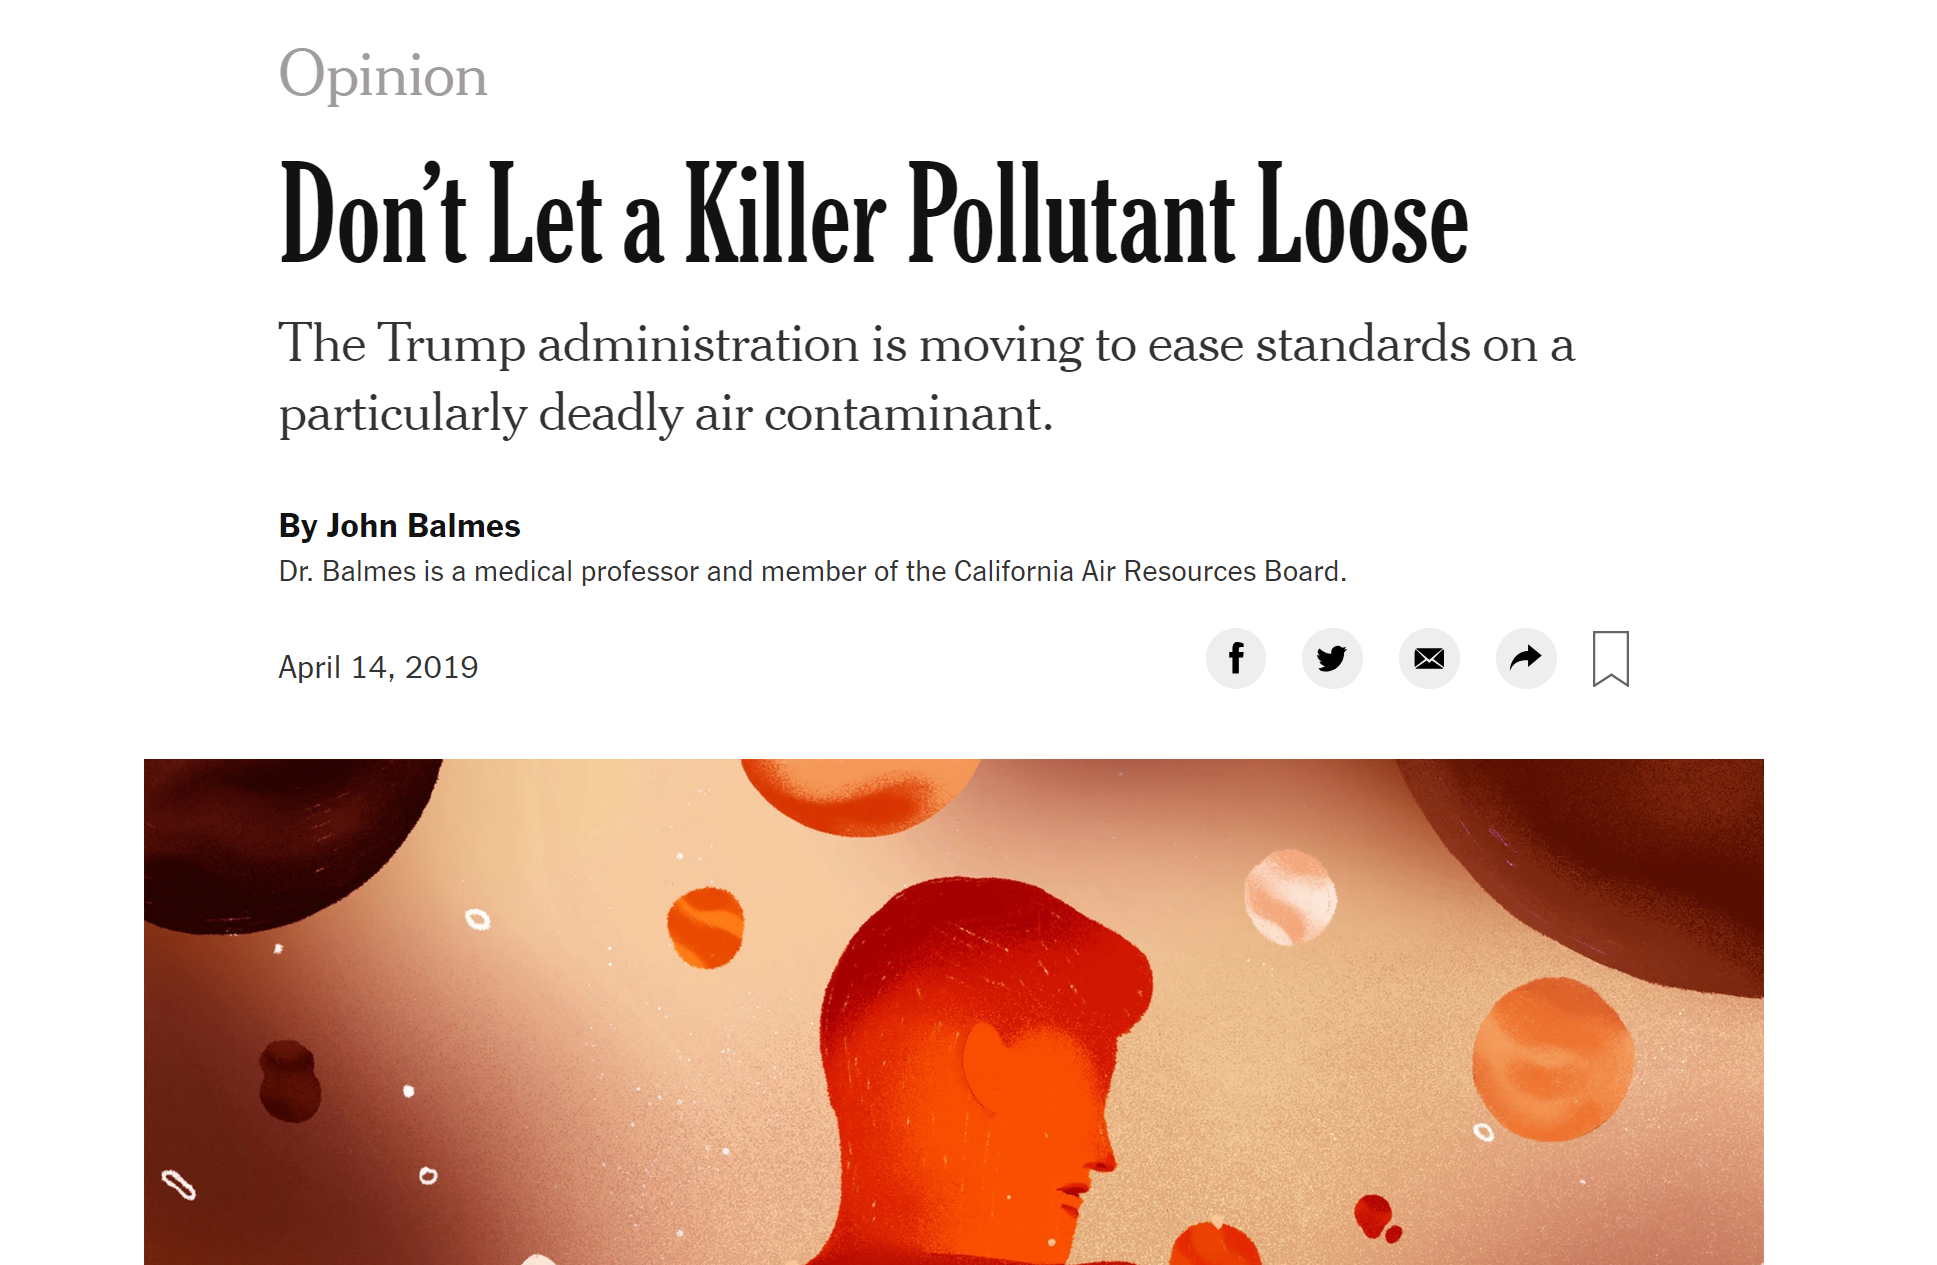 Opinion
Don’t Let a Killer Pollutant Loose
The Trump administration is moving to ease standards on a
particularly deadly air contaminant.
By John Balmes
Dr. Balmes is a medical professor and member of the California Air Resources Board.
April 14, 2019